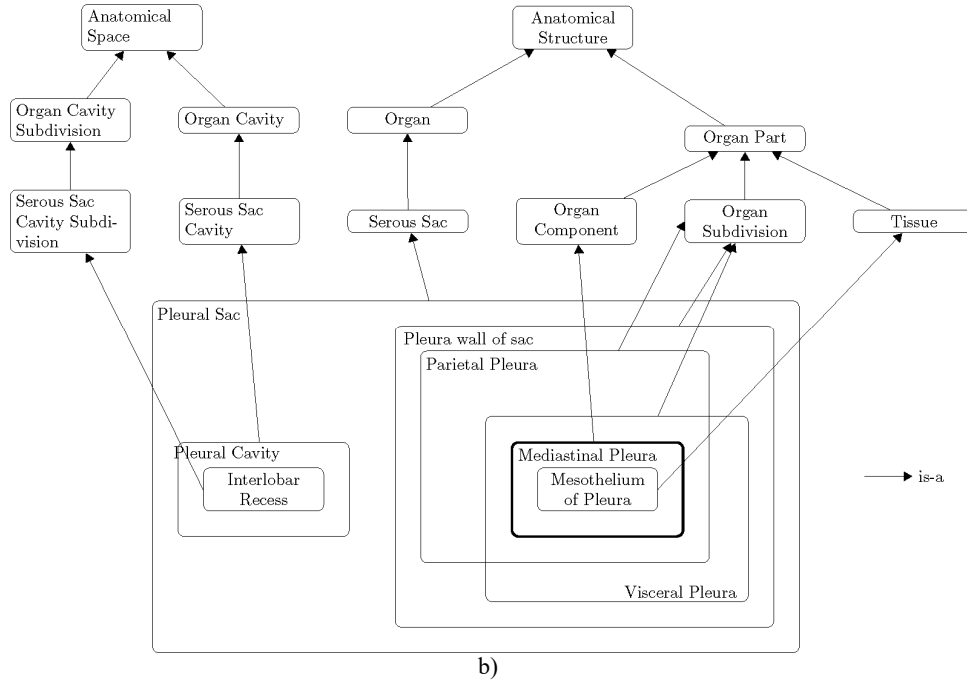 Anatomical
Space
Anatomical
Structure
Organ Cavity
Subdivision
Organ Cavity
Organ
Organ Part
Serous Sac
Cavity Subdi-
vision
Serous Sac
Cavity
Serous Sac
Organ
Component
Organ
Subdivision
Tissue
Pleural Sac
Pleura wall of sac
Parietal Pleura
Pleural Cavity
Interlobar
Recess
Mediastinal Pleura
Mesothelium
of Pleura
is-a
Visceral Pleura
b)